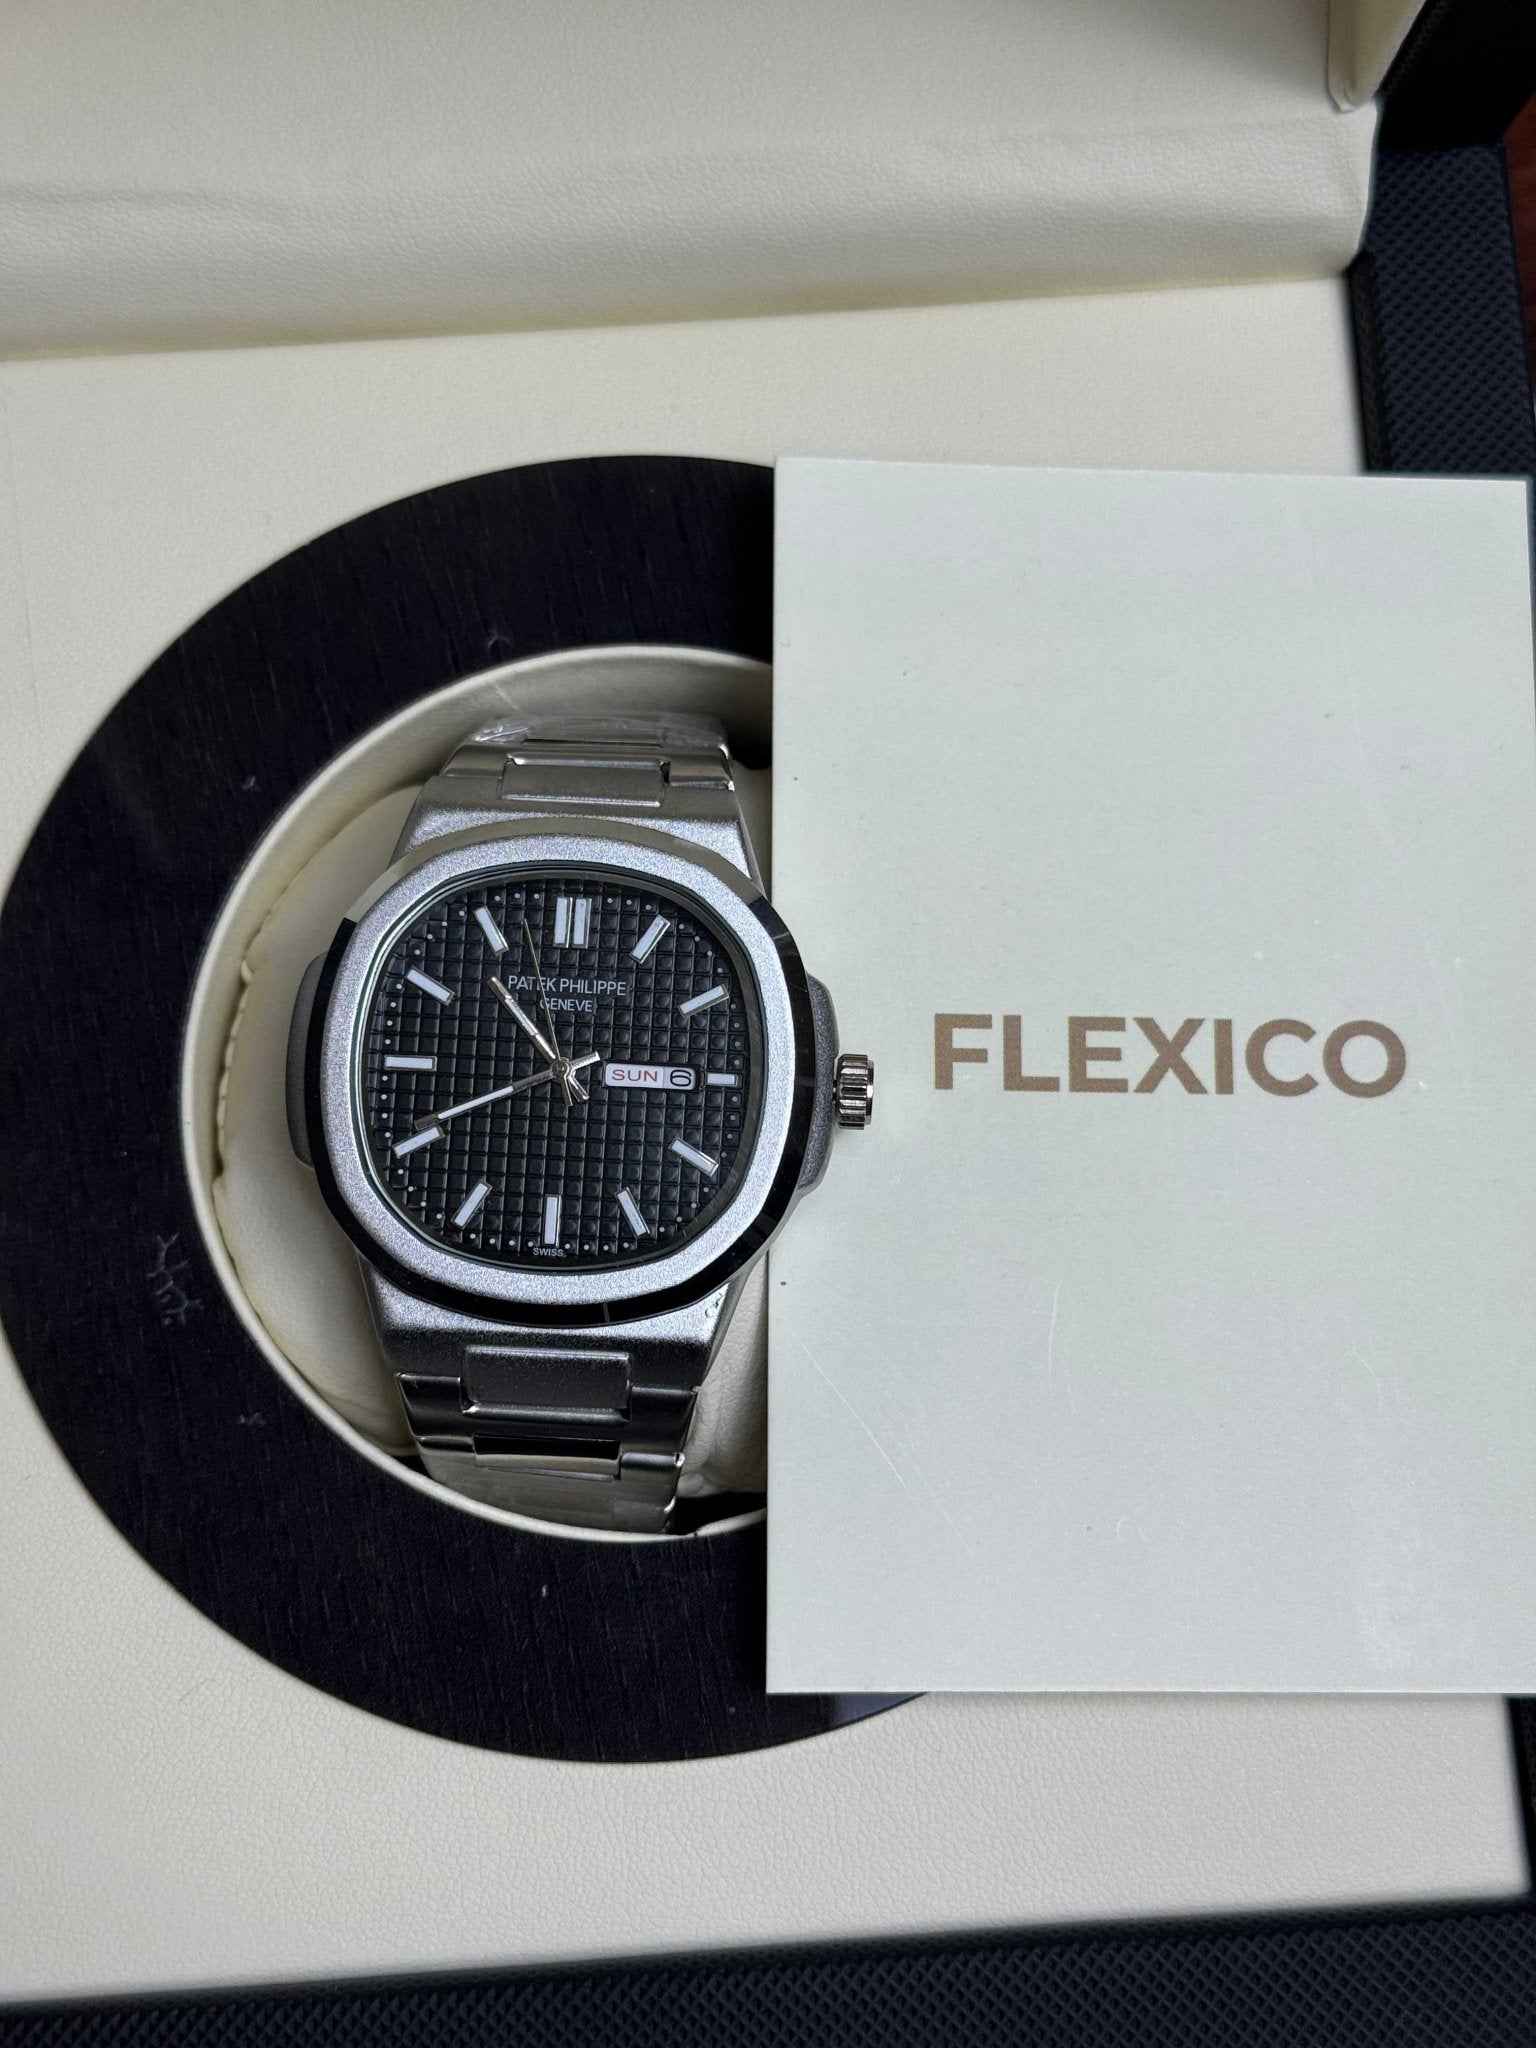 PATEK PHILIPPE
GENEVE
SUN 6
SWISS
FLEXICO